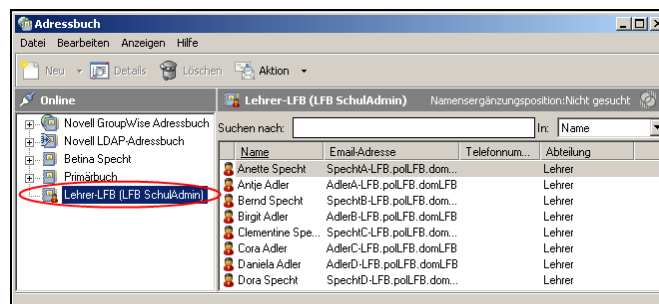 Adressbuch
Datei Bearbeiten Anzeigen Hilfe
Neu Details Löschen Aktion
Online
Lehrer-LFB (LFB SchulAdmin) Namensergänzungsposition:Nicht gesucht
Novell GroupWise Adressbuch
Novell LDAP-Adressbuch
Betina Specht
Primärbuch
Lehrer-LFB (LFB SchulAdmin)
Suchen nach: In: Name
Name Email-Adresse Telefonnum... Abteilung
Anette Specht SpechtA-LFB.polLFB.dom... Lehrer
Antje Adler AdlerA-LFB.polLFB.domLFB Lehrer
Bernd Specht SpechtB-LFB.polLFB.dom... Lehrer
Birgit Adler AdlerB-LFB.polLFB.domLFB Lehrer
Clementine Spe... SpechtC-LFB.polLFB.dom... Lehrer
Cora Adler AdlerC-LFB.polLFB.domLFB Lehrer
Daniela Adler AdlerD-LFB.polLFB.domLFB Lehrer
Dora Specht SpechtD-LFB.polLFB.dom... Lehrer